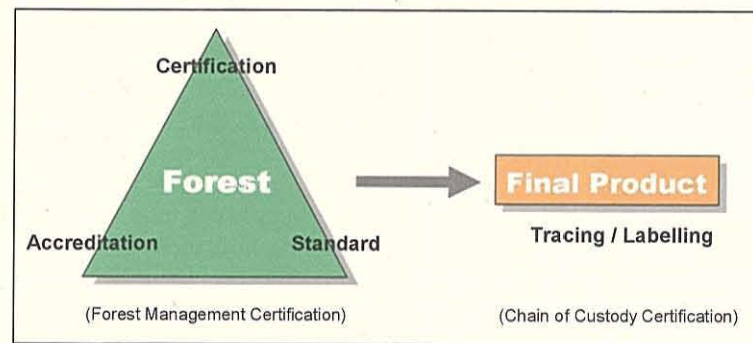 Certification
Forest
Final Product
Accreditation
Standard
Tracing / Labelling
(Forest Management Certification)
(Chain of Custody Certification)